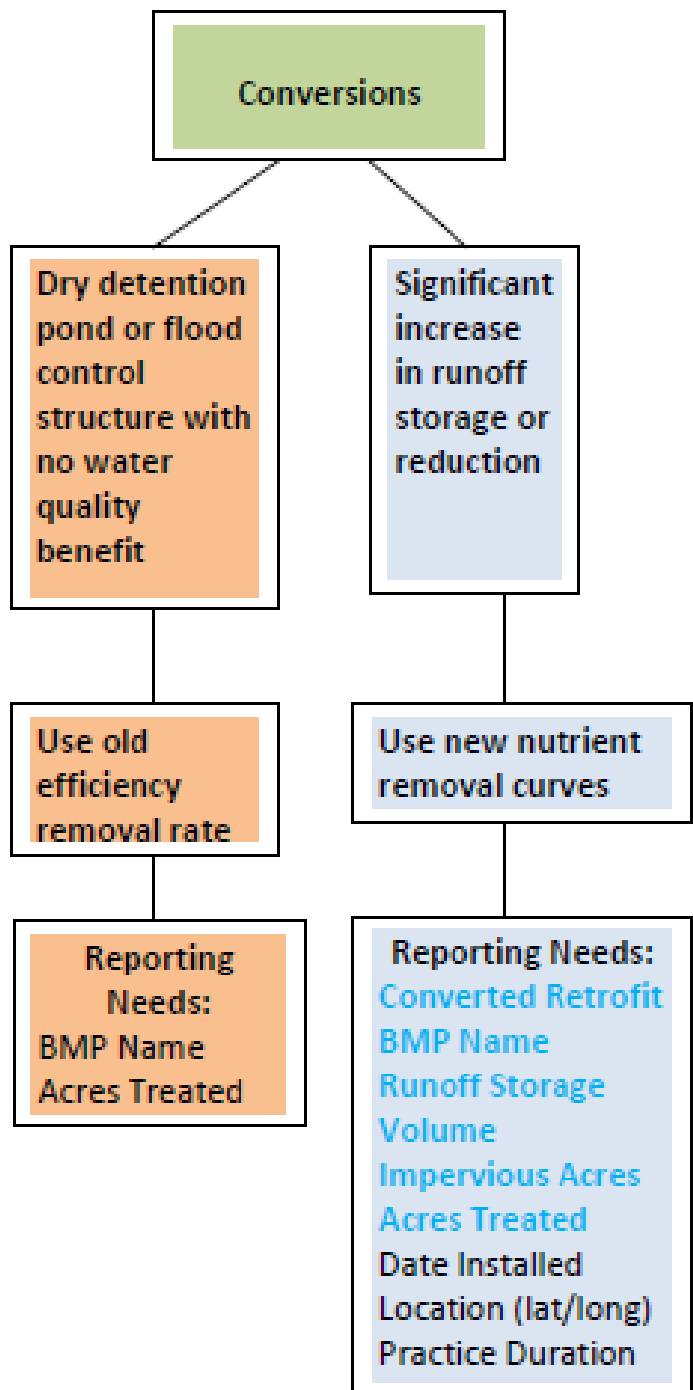 Conversions
Dry detention
pond or flood
control
structure with
no water
quality
benefit
Significant
increase
in runoff
storage or
reduction
Use old
efficiency
removal rate
Use new nutrient
removal curves
Reporting
Needs:
BMP Name
Acres Treated
Reporting Needs:
Converted Retrofit
BMP Name
Runoff Storage
Volume
Impervious Acres
Acres Treated
Date Installed
Location (lat/long)
Practice Duration